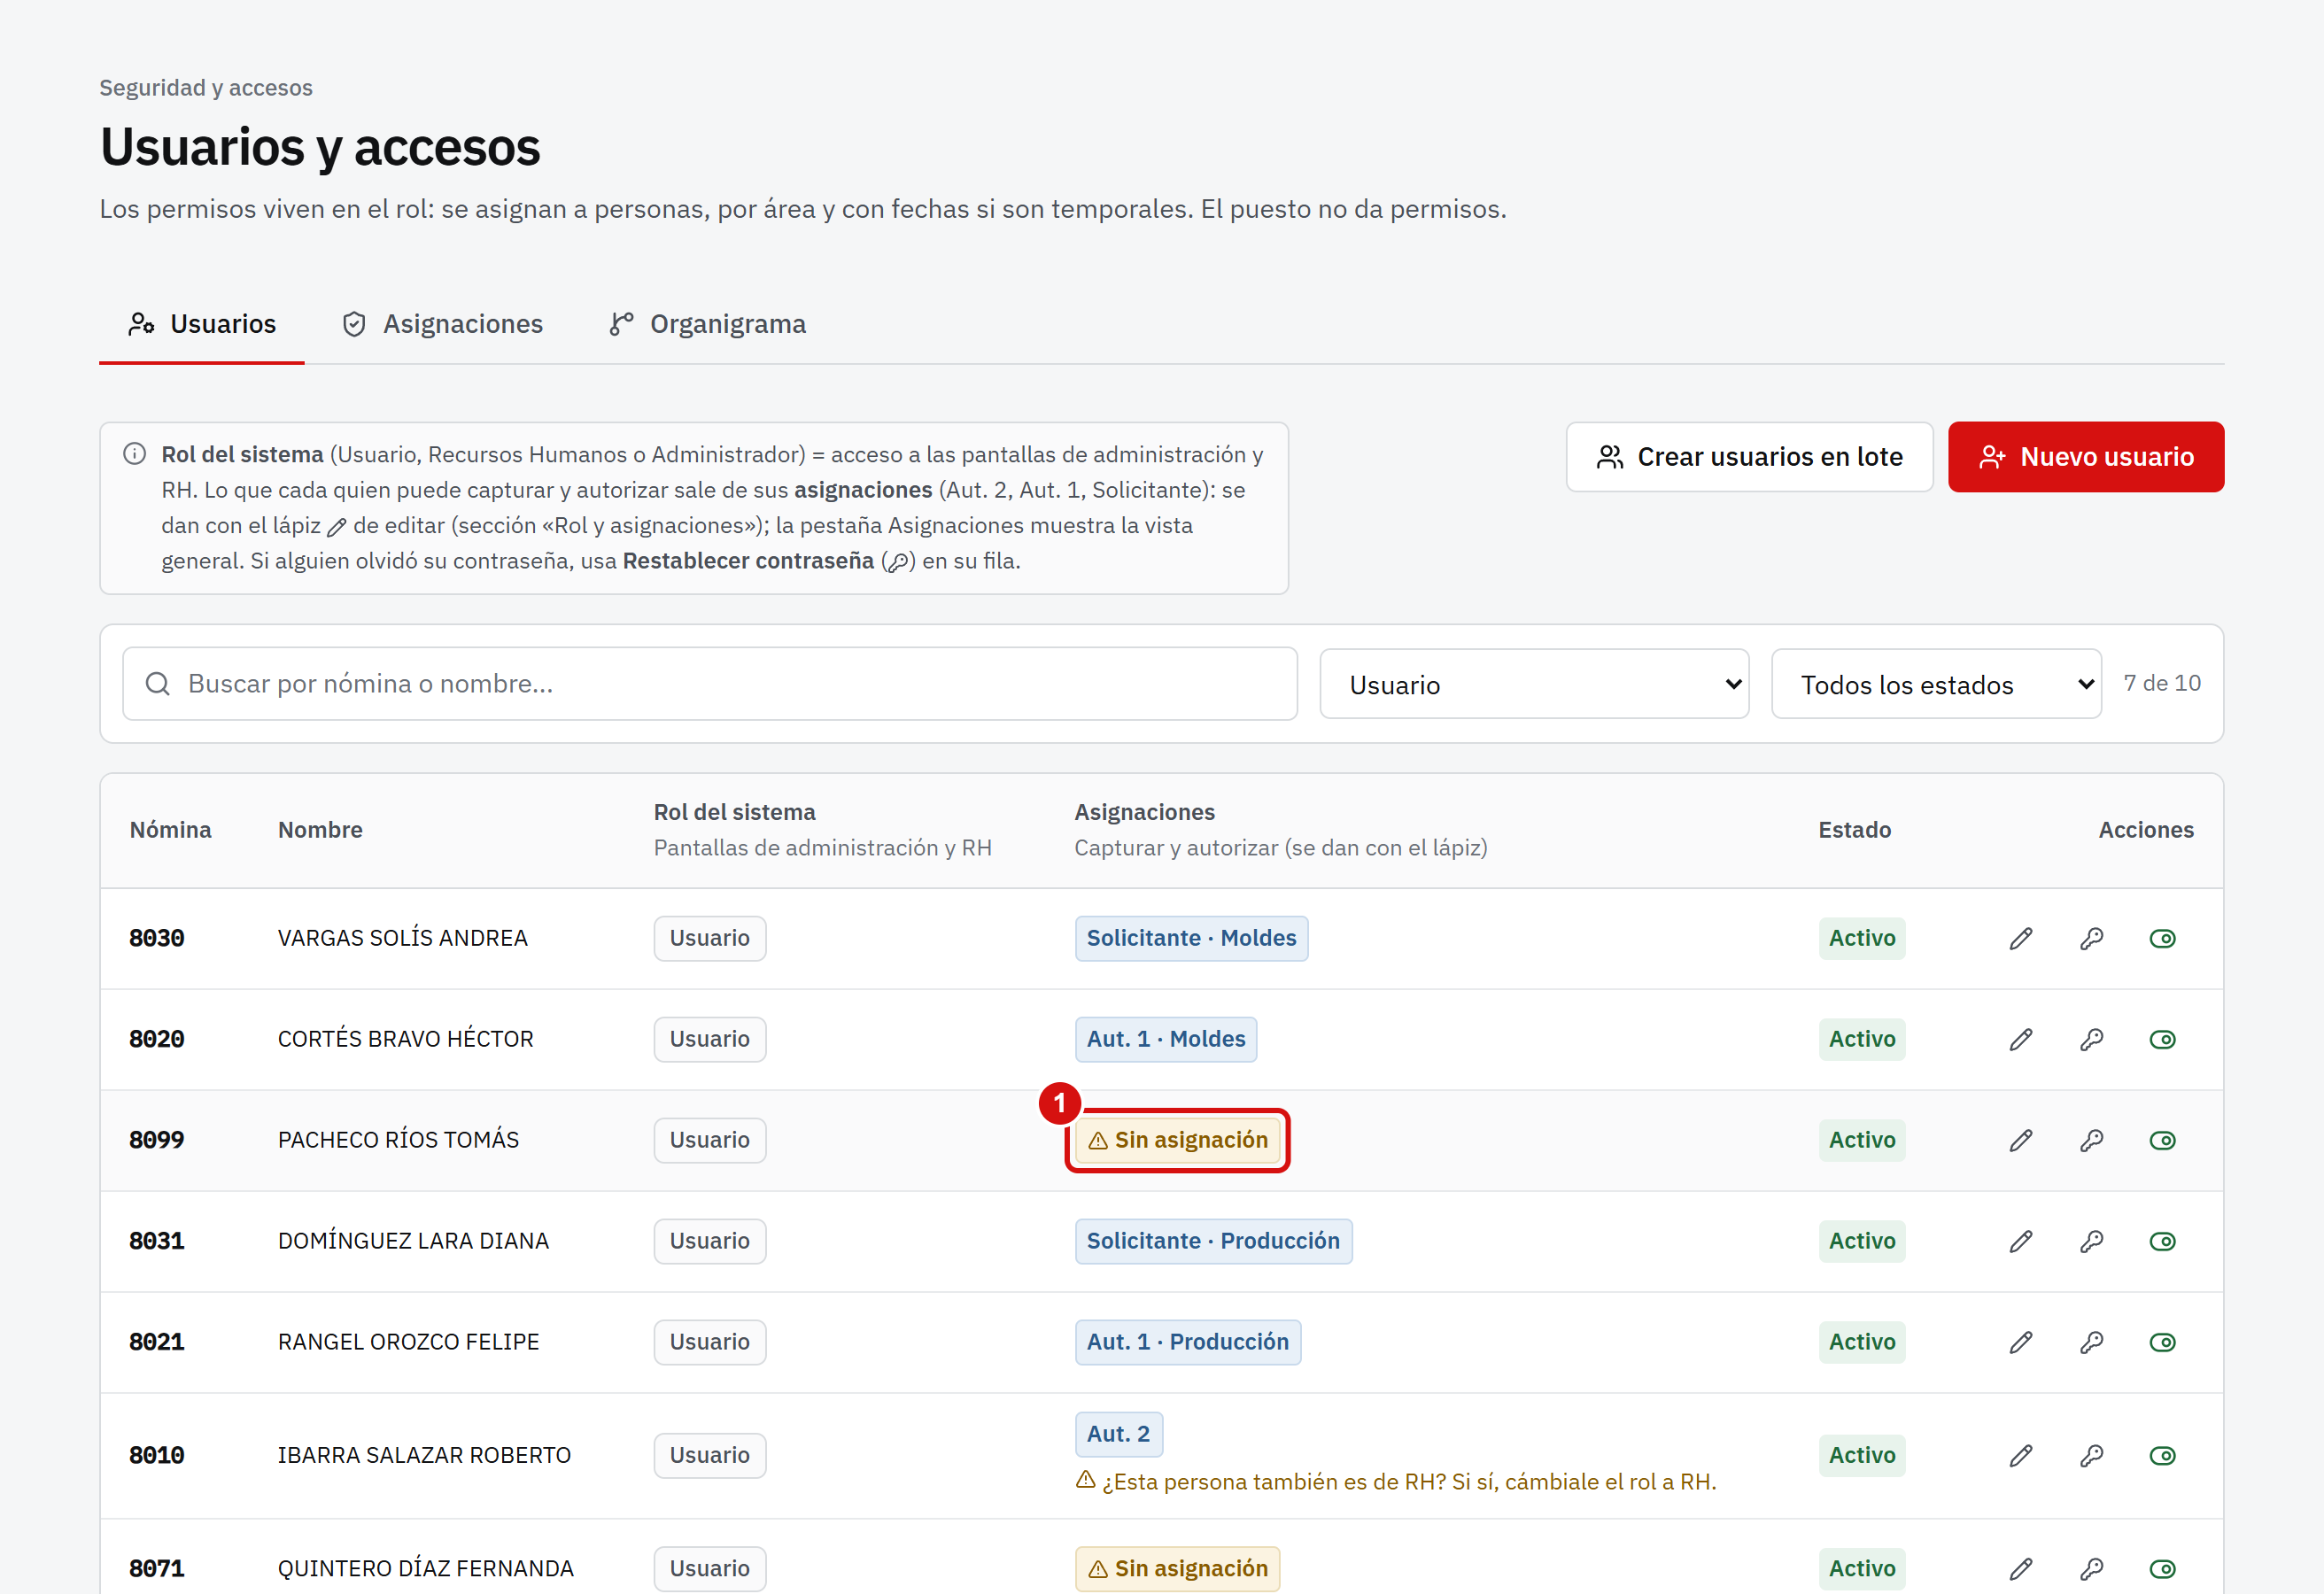 Seguridad y accesos
Usuarios y accesos
Los permisos viven en el rol: se asignan a personas, por área y con fechas si son temporales. El puesto no da permisos.
Usuarios
Asignaciones
Organigrama
Rol del sistema (Usuario, Recursos Humanos o Administrador) = acceso a las pantallas de administración y
RH. Lo que cada quien puede capturar y autorizar sale de sus asignaciones (Aut. 2, Aut. 1, Solicitante): se
dan con el lápiz de editar (sección «Rol y asignaciones»); la pestaña Asignaciones muestra la vista
general. Si alguien olvidó su contraseña, usa Restablecer contraseña () en su fila.
Crear usuarios en lote
Nuevo usuario
Buscar por nómina o nombre...
Usuario
Todos los estados
7 de 10
Nómina
Nombre
Rol del sistema
Pantallas de administración y RH
Asignaciones
Capturar y autorizar (se dan con el lápiz)
Estado
Acciones
8030
VARGAS SOLÍS ANDREA
Usuario
Solicitante · Moldes
Activo
8020
CORTÉS BRAVO HÉCTOR
Usuario
Aut. 1 · Moldes
Activo
8099
PACHECO RÍOS TOMÁS
Usuario
1
Sin asignación
Activo
8031
DOMÍNGUEZ LARA DIANA
Usuario
Solicitante · Producción
Activo
8021
RANGEL OROZCO FELIPE
Usuario
Aut. 1 · Producción
Activo
8010
IBARRA SALAZAR ROBERTO
Usuario
Aut. 2
¿Esta persona también es de RH? Si sí, cámbiale el rol a RH.
Activo
8071
QUINTERO DÍAZ FERNANDA
Usuario
Sin asignación
Activo